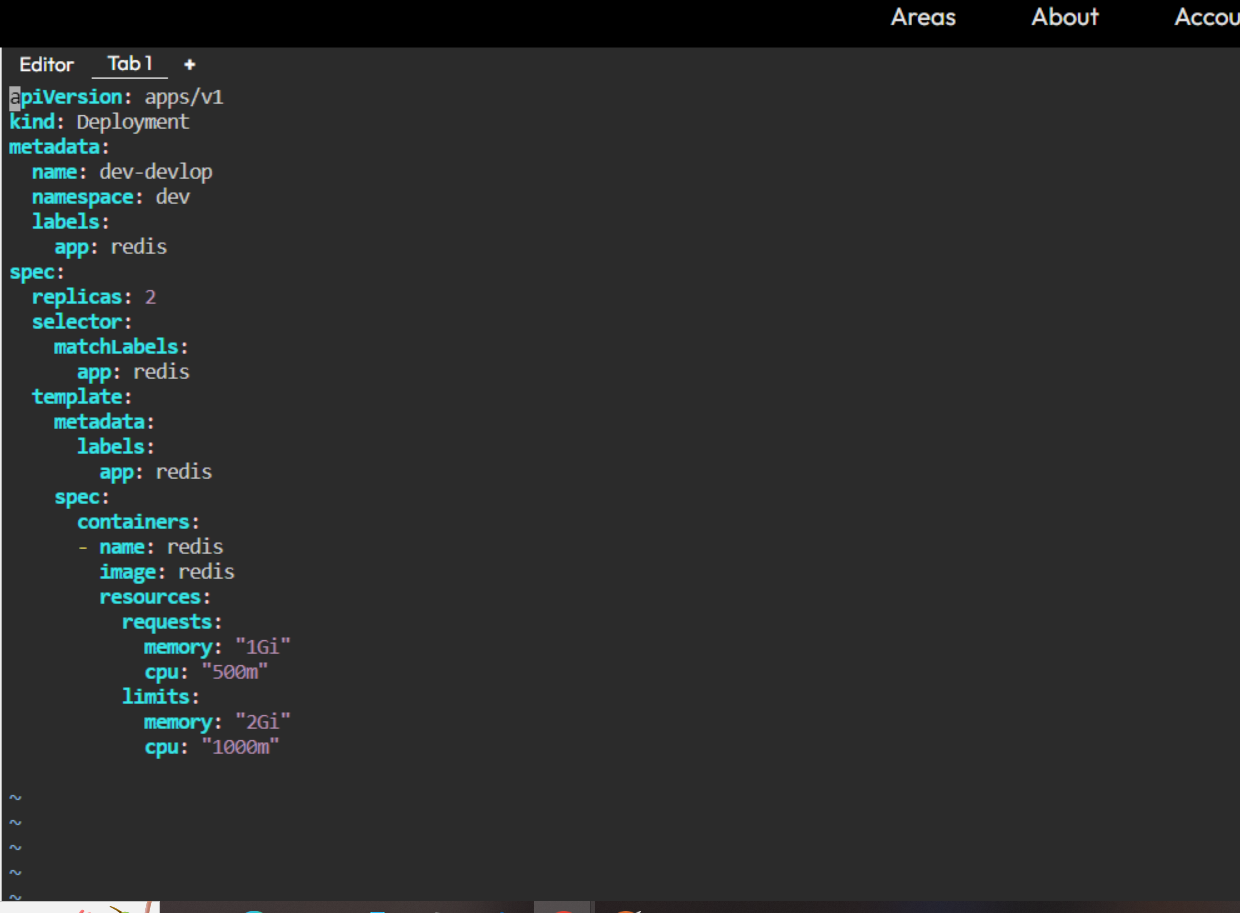 Areas About
Editor Tab 1 +
apiVersion: apps/v1
kind: Deployment
metadata:
  name: dev-devlop
  namespace: dev
  labels:
    app: redis
spec:
  replicas: 2
  selector:
    matchLabels:
      app: redis
  template:
    metadata:
      labels:
        app: redis
    spec:
      containers:
      - name: redis
        image: redis
        resources:
          requests:
            memory: "1Gi"
            cpu: "500m"
          limits:
            memory: "2Gi"
            cpu: "1000m"
~
~
~
~
~